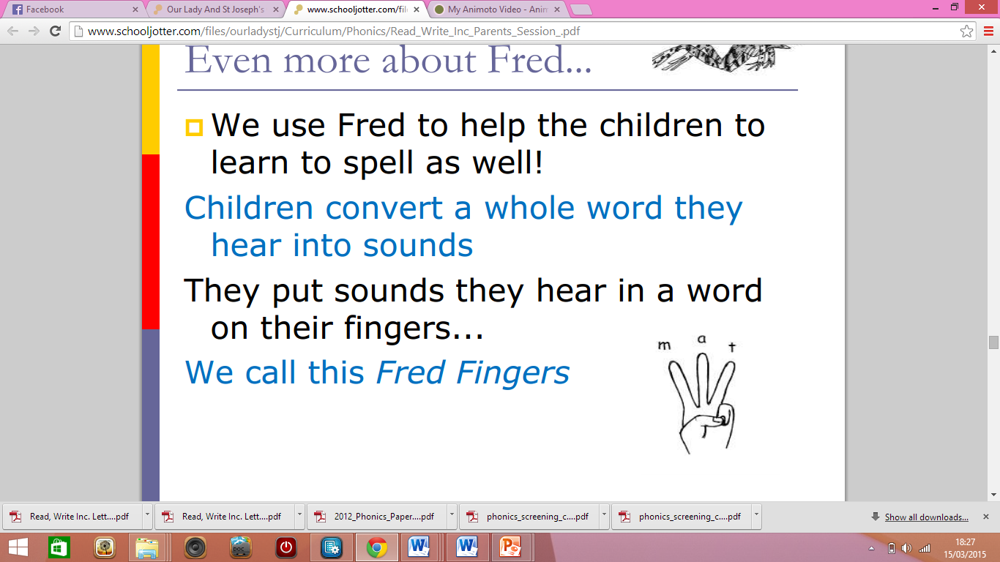 Facebook
Our Lady And St Joseph's
www.schooljotter.com/file
My Animoto Video - Anim
www.schooljotter.com/files/ourladystj/Curriculum/Phonics/Read_Write_Inc_Parents_Session_.pdf
Even more about Fred...
We use Fred to help the children to
learn to spell as well!
Children convert a whole word they
hear into sounds
They put sounds they hear in a word
on their fingers...
m a t
We call this Fred Fingers
Read, Write Inc. Lett....pdf
Read, Write Inc. Lett....pdf
2012_Phonics_Paper....pdf
phonics_screening_c....pdf
phonics_screening_c....pdf
Show all downloads...
DOC
18:27
15/03/2015